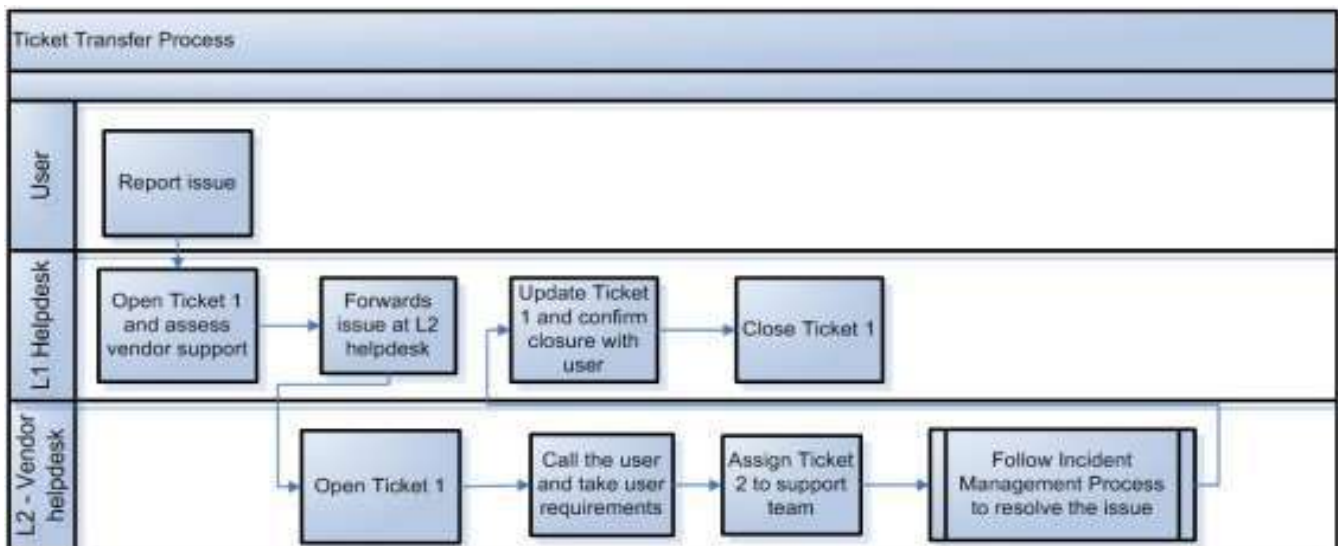 Ticket Transfer Process
User
Report issue
L1 Helpdesk
Open Ticket 1
and assess
vendor support
Forwards
issue at L2
helpdesk
Update Ticket
1 and confirm
closure with
user
Close Ticket 1
L2 - Vendor
helpdesk
Open Ticket 1
Call the user
and take user
requirements
Assign Ticket
2 to support
team
Follow Incident
Management Process
to resolve the issue